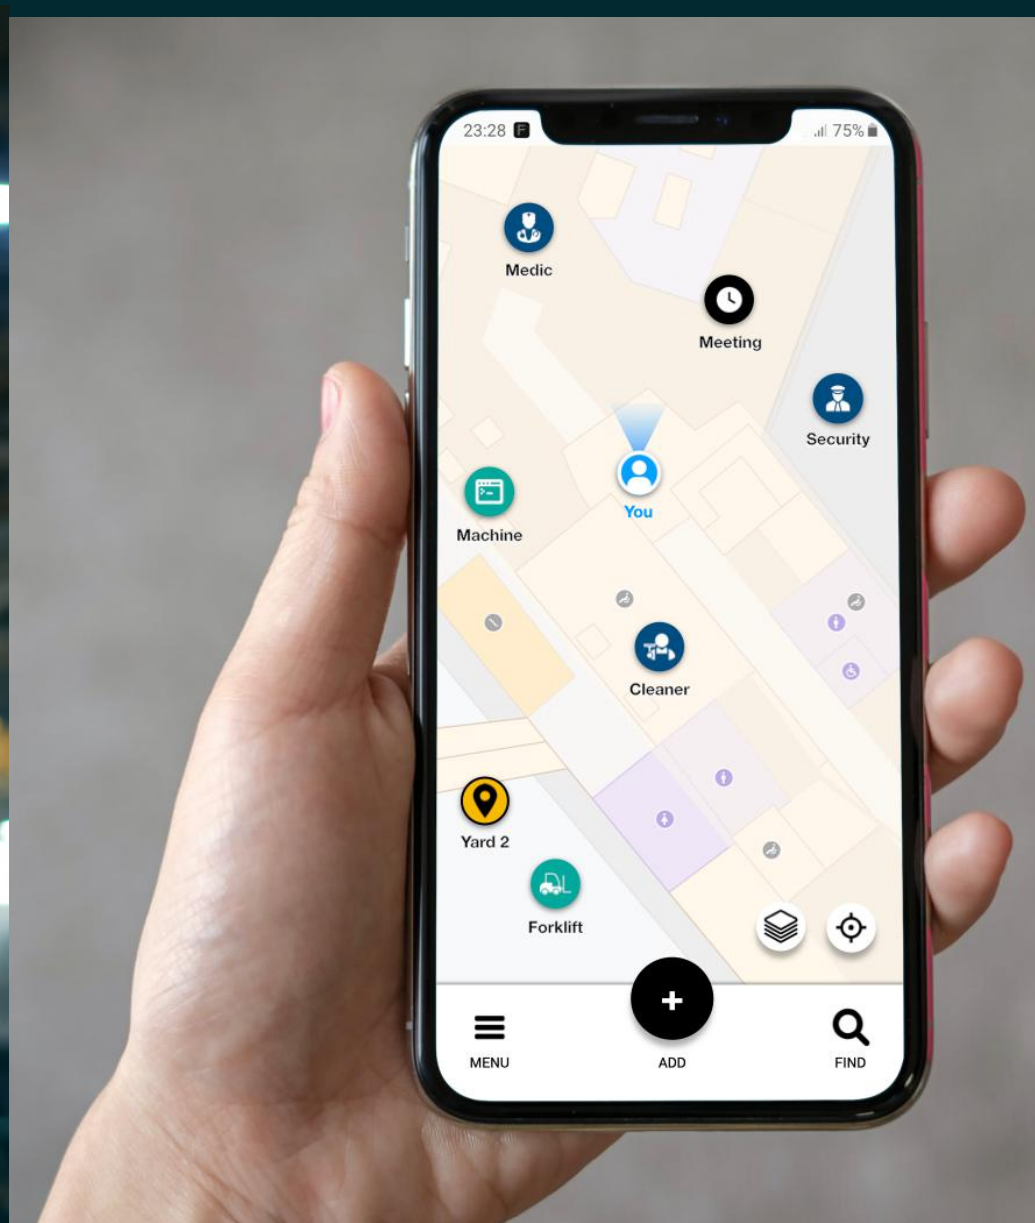 23:28 F 75%
Medic
Meeting
Security
You
Machine
Cleaner
Yard 2
Forklift
+
MENU
ADD
FIND